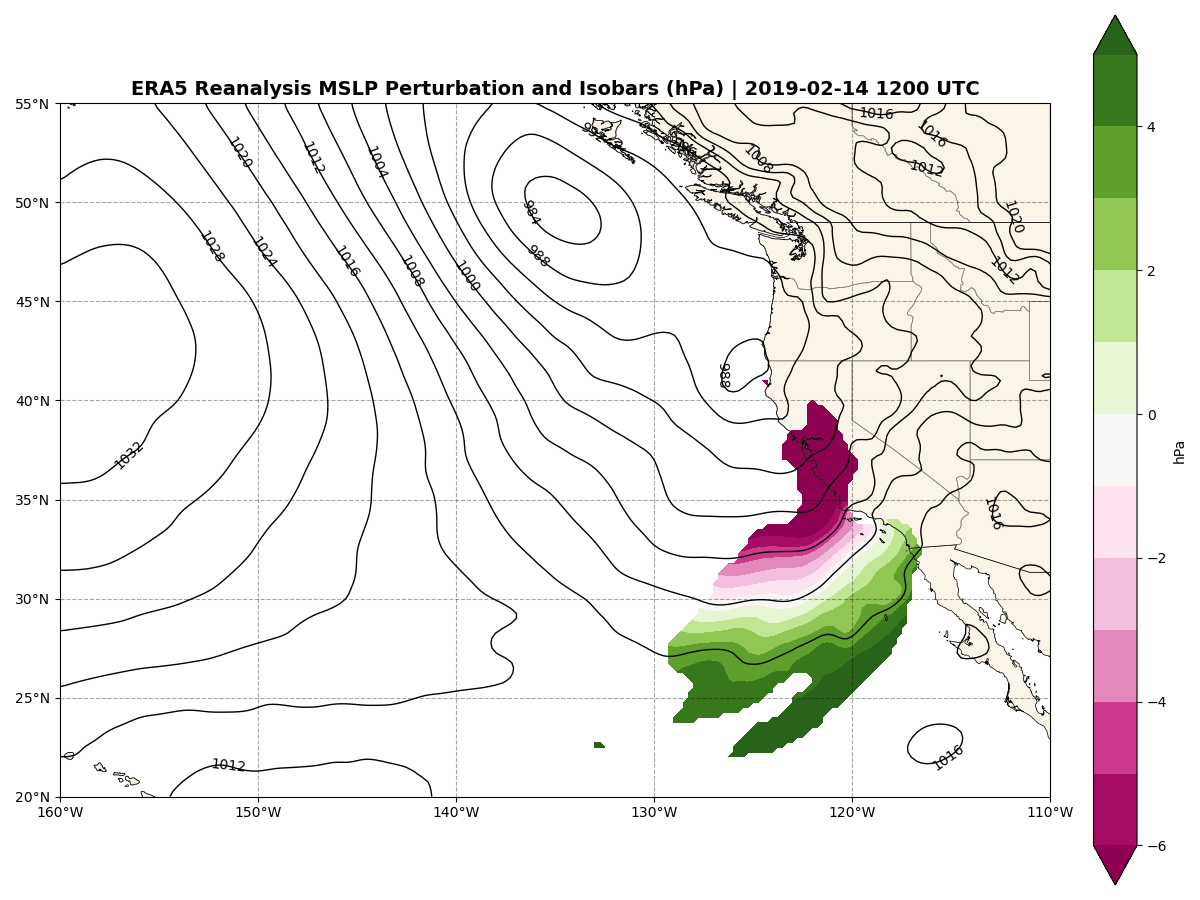 ERA5 Reanalysis MSLP Perturbation and Isobars (hPa) | 2019-02-14 1200 UTC
55°N
50°N
45°N
40°N
35°N
30°N
25°N
20°N
160°W
150°W
140°W
130°W
120°W
110°W
1020
1012
1004
1028
1024
1016
1008
1000
984
988
988
1032
1012
1008
1016
1016
1012
1020
1012
1016
1016
4
2
0
−2
−4
−6
hPa